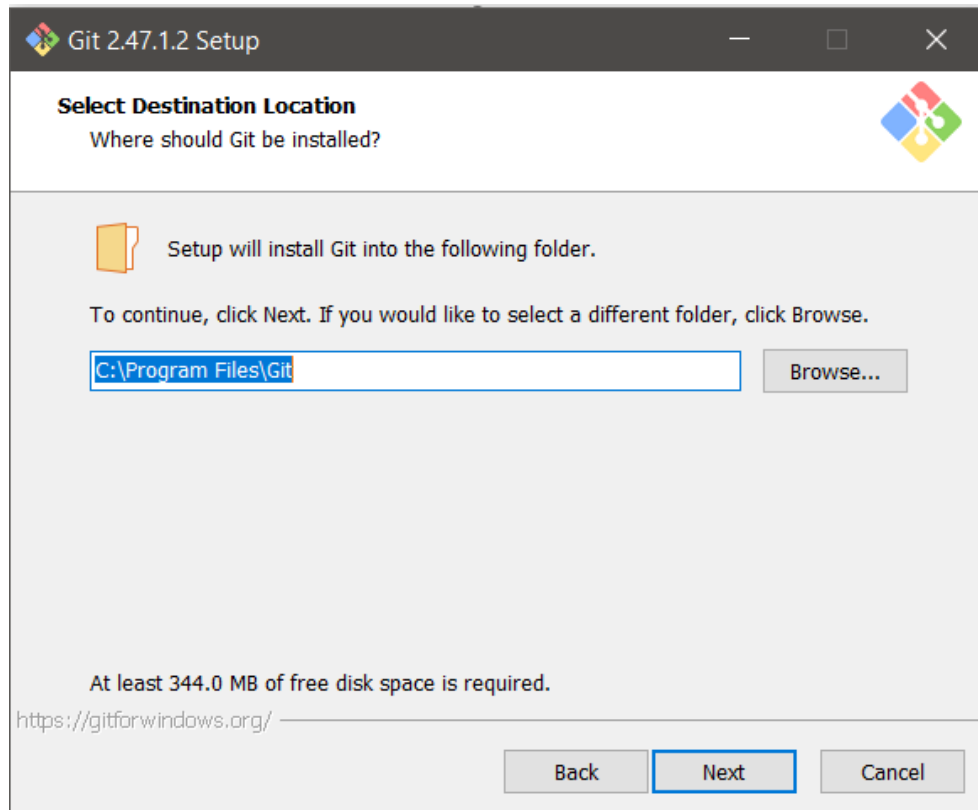 Git 2.47.1.2 Setup
Select Destination Location
Where should Git be installed?
Setup will install Git into the following folder.
To continue, click Next. If you would like to select a different folder, click Browse.
C:\Program Files\Git
Browse...
At least 344.0 MB of free disk space is required.
https://gitforwindows.org/
Back Next Cancel